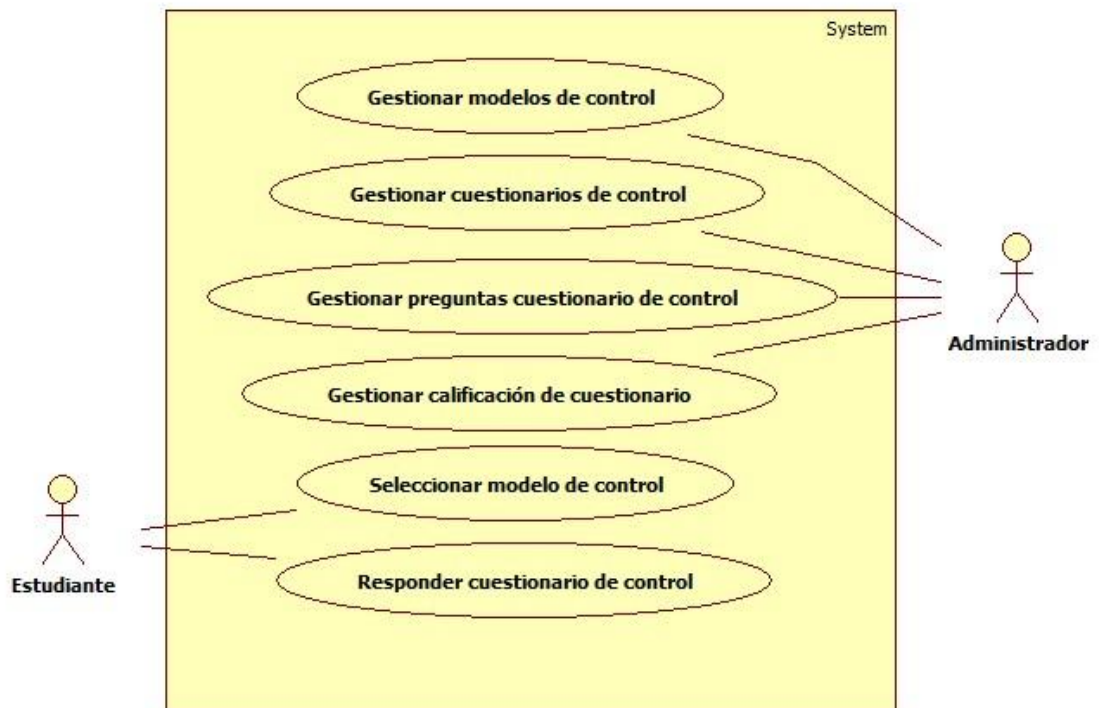 System
Gestionar modelos de control
Gestionar cuestionarios de control
Gestionar preguntas cuestionario de control
Administrador
Gestionar calificación de cuestionario
Seleccionar modelo de control
Responder cuestionario de control
Estudiante